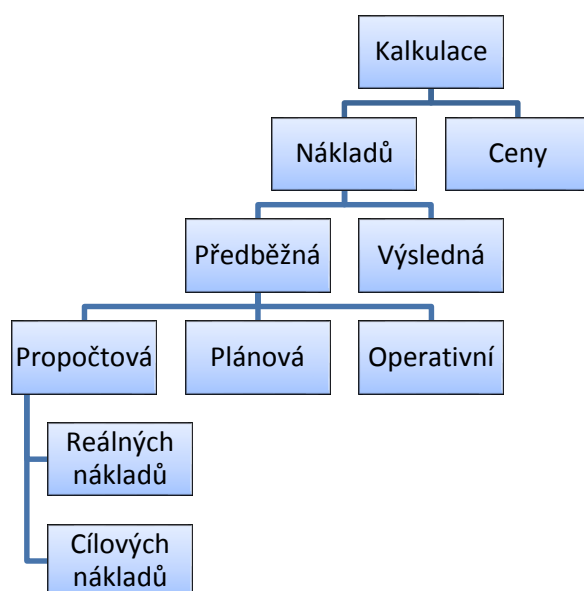 Kalkulace
Nákladů
Ceny
Předběžná
Výsledná
Propočtová
Plánová
Operativní
Reálných
nákladů
Cílových
nákladů